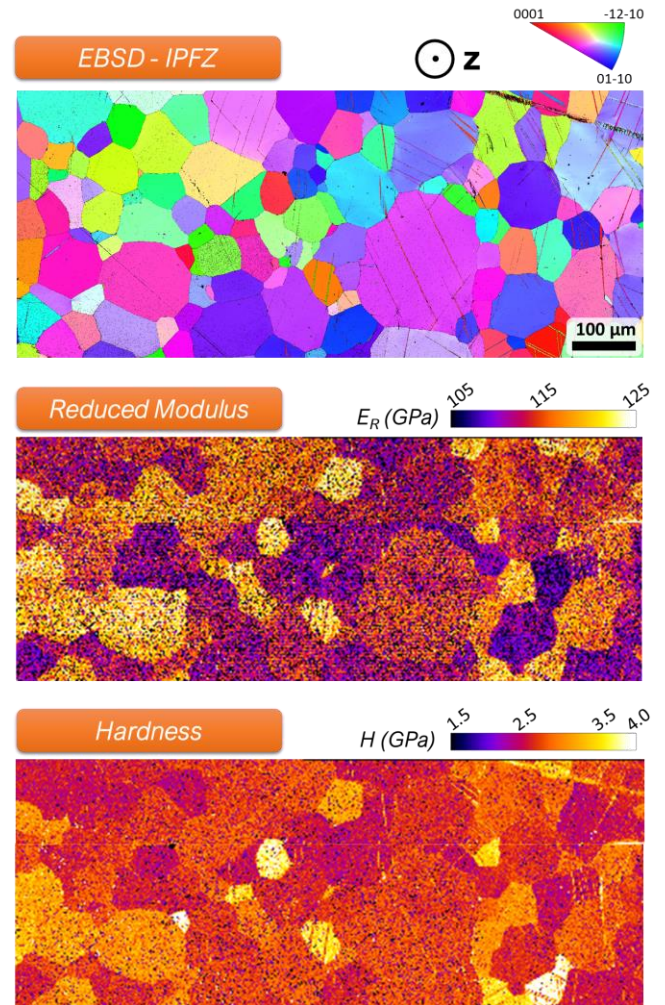 0001 -12-10
EBSD - IPFZ
z
01-10
100 µm
Reduced Modulus
105 115 125
E_R (GPa)
Hardness
1.5 2.5 3.5 4.0
H (GPa)